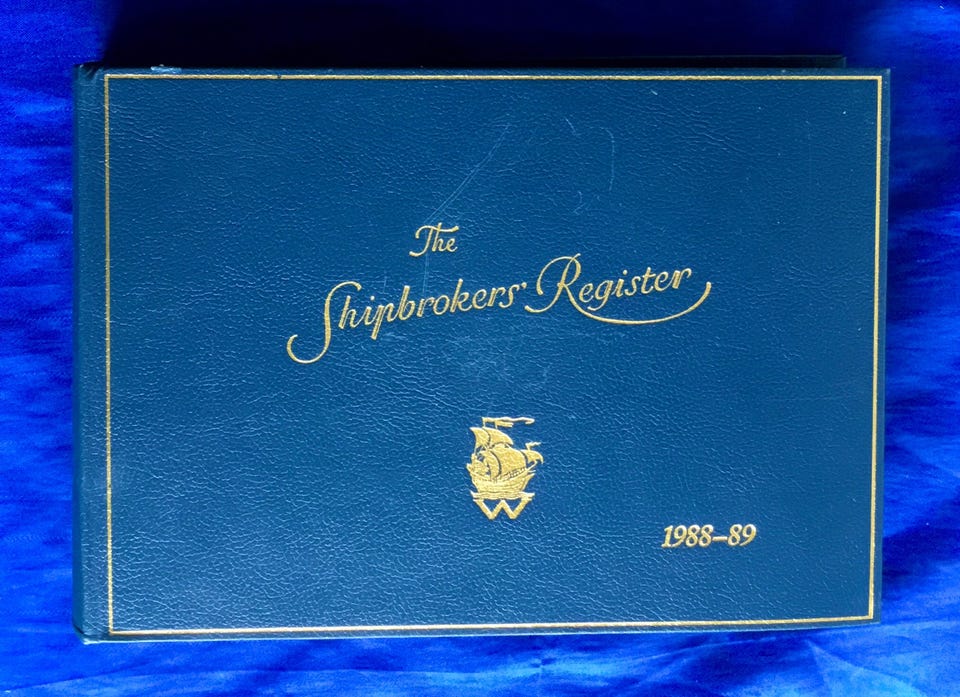 The
Shipbrokers' Register
W
1988–89